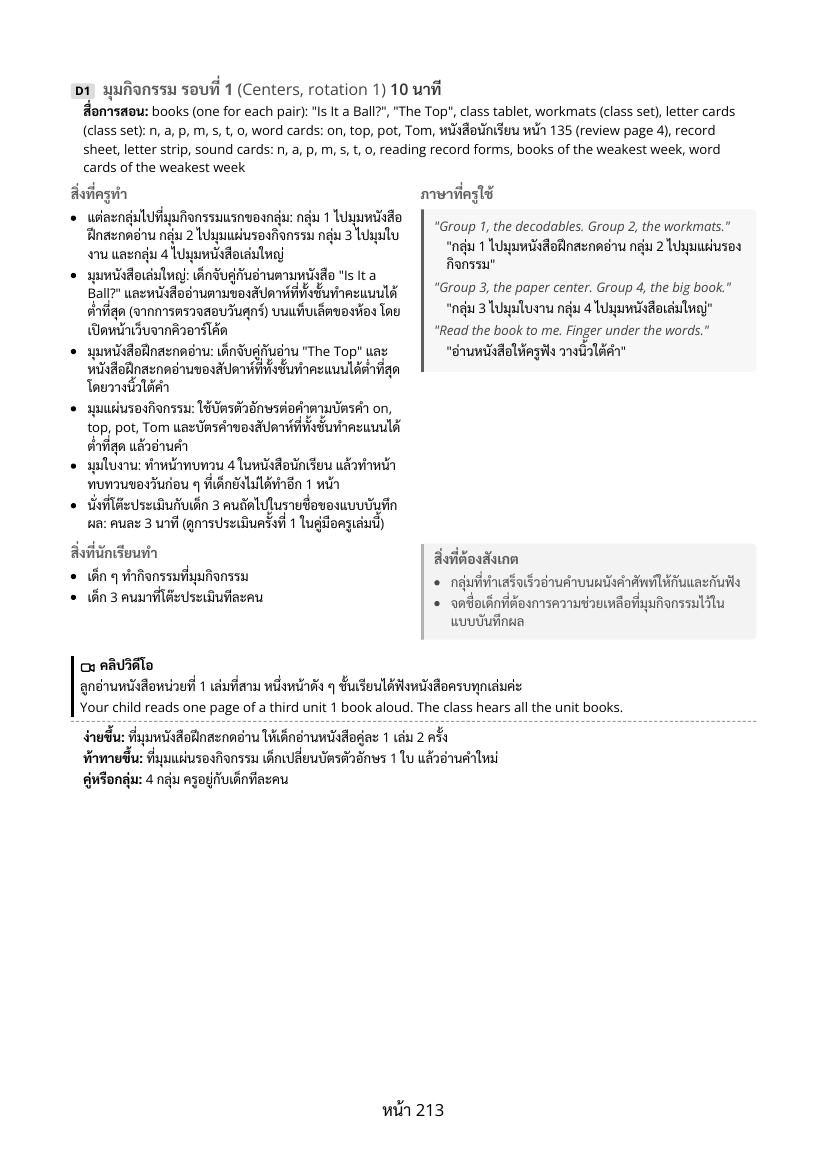 D1 มุมกิจกรรม รอบที่ 1 (Centers, rotation 1) 10 นาที
สื่อการสอน: books (one for each pair): "Is It a Ball?", "The Top", class tablet, workmats (class set), letter cards
(class set): n, a, p, m, s, t, o, word cards: on, top, pot, Tom, หนังสือนักเรียน หน้า 135 (review page 4), record
sheet, letter strip, sound cards: n, a, p, m, s, t, o, reading record forms, books of the weakest week, word
cards of the weakest week
สิ่งที่ครูทำ
• แต่ละกลุ่มไปที่มุมกิจกรรมแรกของกลุ่ม: กลุ่ม 1 ไปมุมหนังสือ
ฝึกสะกดอ่าน กลุ่ม 2 ไปมุมแผ่นรองกิจกรรม กลุ่ม 3 ไปมุมใบ
งาน และกลุ่ม 4 ไปมุมหนังสือเล่มใหญ่
• มุมหนังสือเล่มใหญ่: เด็กจับคู่กันอ่านตามหนังสือ "Is It a
Ball?" และหนังสืออ่านตามของสัปดาห์ที่ทั้งชั้นทำคะแนนได้
ต่ำที่สุด (จากการตรวจสอบวันศุกร์) บนแท็บเล็ตของห้อง โดย
เปิดหน้าเว็บจากคิวอาร์โค้ด
• มุมหนังสือฝึกสะกดอ่าน: เด็กจับคู่กันอ่าน "The Top" และ
หนังสือฝึกสะกดอ่านของสัปดาห์ที่ทั้งชั้นทำคะแนนได้ต่ำที่สุด
โดยวางนิ้วใต้คำ
• มุมแผ่นรองกิจกรรม: ใช้บัตรตัวอักษรต่อคำตามบัตรคำ on,
top, pot, Tom และบัตรคำของสัปดาห์ที่ทั้งชั้นทำคะแนนได้
ต่ำที่สุด แล้วอ่านคำ
• มุมใบงาน: ทำหน้าทบทวน 4 ในหนังสือนักเรียน แล้วทำหน้า
ทบทวนของวันก่อน ๆ ที่เด็กยังไม่ได้ทำอีก 1 หน้า
• นั่งที่โต๊ะประเมินกับเด็ก 3 คนถัดไปในรายชื่อของแบบบันทึก
ผล: คนละ 3 นาที (ดูการประเมินครั้งที่ 1 ในคู่มือครูเล่มนี้)
ภาษาที่ครูใช้
"Group 1, the decodables. Group 2, the workmats."
"กลุ่ม 1 ไปมุมหนังสือฝึกสะกดอ่าน กลุ่ม 2 ไปมุมแผ่นรอง
กิจกรรม"
"Group 3, the paper center. Group 4, the big book."
"กลุ่ม 3 ไปมุมใบงาน กลุ่ม 4 ไปมุมหนังสือเล่มใหญ่"
"Read the book to me. Finger under the words."
"อ่านหนังสือให้ครูฟัง วางนิ้วใต้คำ"
สิ่งที่นักเรียนทำ
• เด็ก ๆ ทำกิจกรรมที่มุมกิจกรรม
• เด็ก 3 คนมาที่โต๊ะประเมินทีละคน
สิ่งที่ต้องสังเกต
• กลุ่มที่ทำเสร็จเร็วอ่านคำบนผนังคำศัพท์ให้กันและกันฟัง
• จดชื่อเด็กที่ต้องการความช่วยเหลือที่มุมกิจกรรมไว้ใน
แบบบันทึกผล
คลิปวิดีโอ
ลูกอ่านหนังสือหน่วยที่ 1 เล่มที่สาม หนึ่งหน้าดัง ๆ ชั้นเรียนได้ฟังหนังสือครบทุกเล่มค่ะ
Your child reads one page of a third unit 1 book aloud. The class hears all the unit books.
ง่ายขึ้น: ที่มุมหนังสือฝึกสะกดอ่าน ให้เด็กอ่านหนังสือคู่ละ 1 เล่ม 2 ครั้ง
ท้าทายขึ้น: ที่มุมแผ่นรองกิจกรรม เด็กเปลี่ยนบัตรตัวอักษร 1 ใบ แล้วอ่านคำใหม่
คู่หรือกลุ่ม: 4 กลุ่ม ครูอยู่กับเด็กทีละคน
หน้า 213